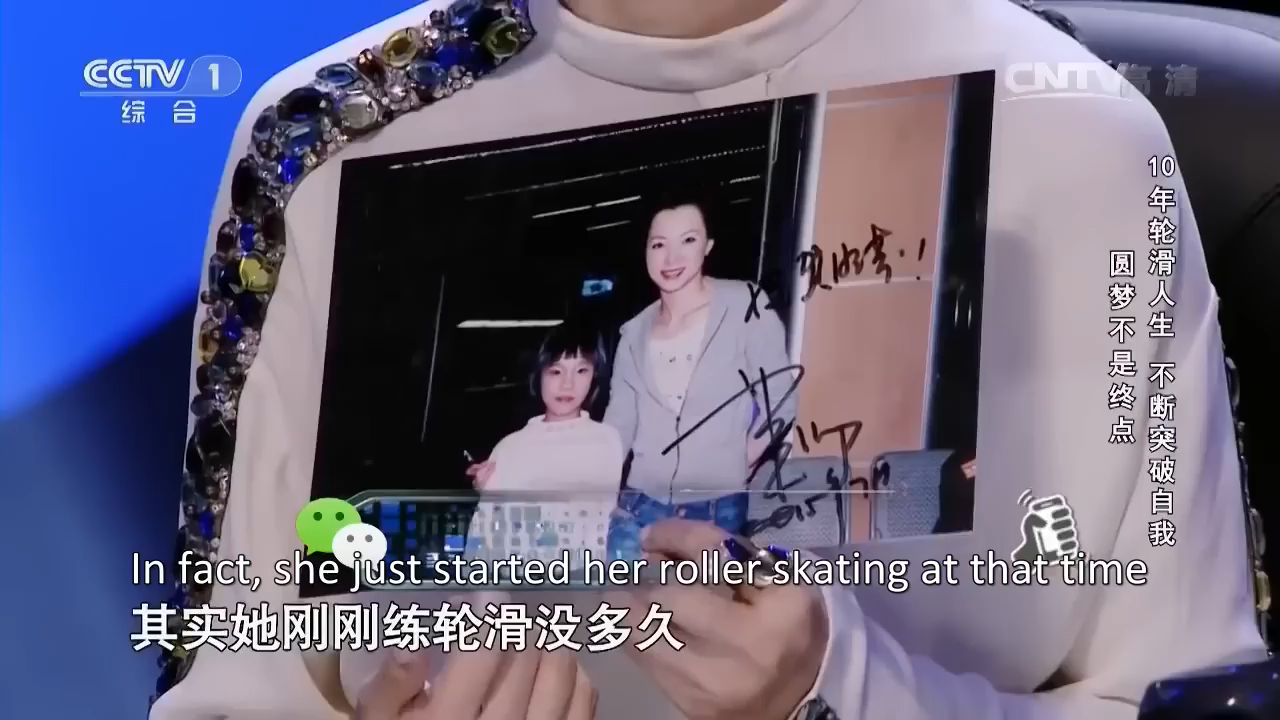 CCTV 1
综合
CNTV高清
10年轮滑人生 不断突破自我
圆梦不是终点
In fact, she just started her roller skating at that time
其实她刚刚练轮滑没多久